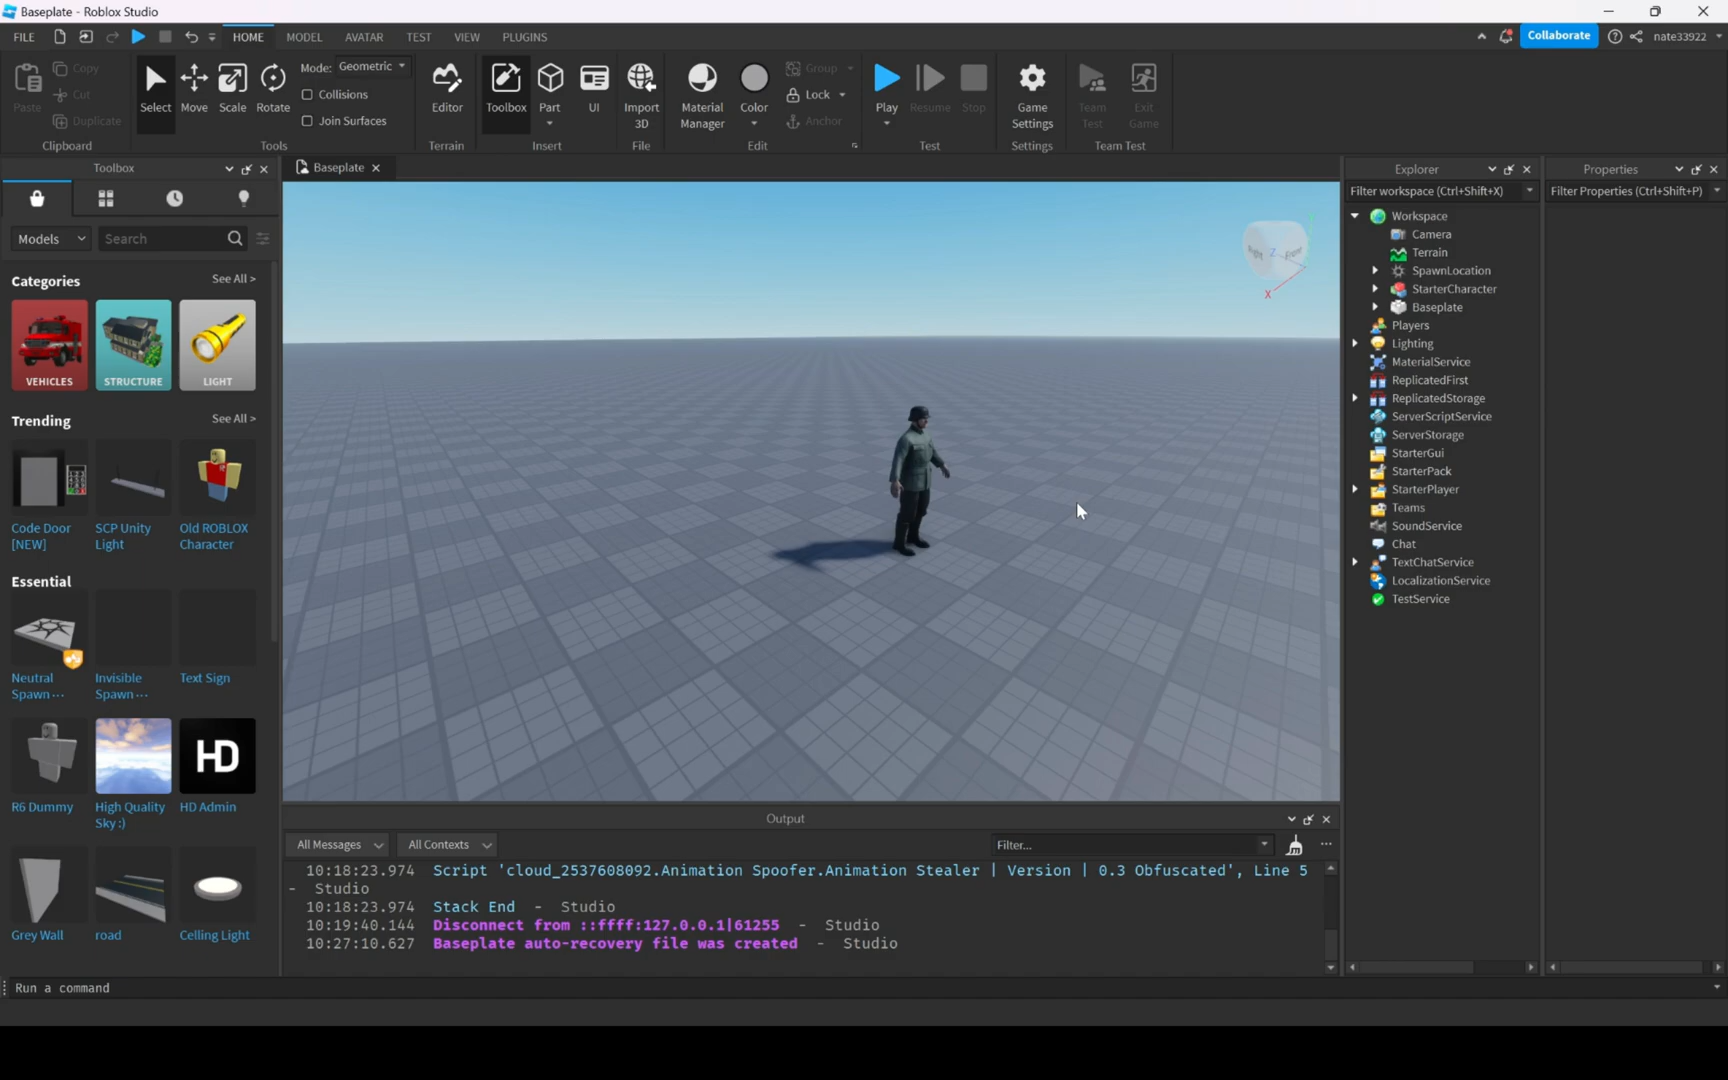 Baseplate - Roblox Studio
FILE HOME MODEL AVATAR TEST VIEW PLUGINS Collaborate nate33922
Paste Copy Cut Duplicate Clipboard
Select Move Scale Rotate Mode: Geometric Collisions Join Surfaces Tools
Editor Terrain
Toolbox Part UI Insert
Import 3D File
Material Manager Color Group Lock Anchor Edit
Play Resume Stop Test
Game Settings Settings
Team Test Exit Game Team Test
Toolbox
Models Search
Categories See All >
VEHICLES STRUCTURE LIGHT
Trending See All >
Code Door [NEW]
SCP Unity Light
Old ROBLOX Character
Essential
Neutral Spawn ···
Invisible Spawn ···
Text Sign
HD
R6 Dummy
High Quality Sky :)
HD Admin
Grey Wall road Celling Light
Baseplate
Right
Z
X
Output
All Messages All Contexts Filter...
10:18:23.974 Script 'cloud_2537608092.Animation Spoofer.Animation Stealer | Version | 0.3 Obfuscated', Line 5
- Studio
10:18:23.974 Stack End - Studio
10:19:40.144 Disconnect from ::ffff:127.0.0.1|61255 - Studio
10:27:10.627 Baseplate auto-recovery file was created - Studio
Run a command
Explorer
Filter workspace (Ctrl+Shift+X)
Workspace
Camera
Terrain
SpawnLocation
StarterCharacter
Baseplate
Players
Lighting
MaterialService
ReplicatedFirst
ReplicatedStorage
ServerScriptService
ServerStorage
StarterGui
StarterPack
StarterPlayer
Teams
SoundService
Chat
TextChatService
LocalizationService
TestService
Properties
Filter Properties (Ctrl+Shift+P)